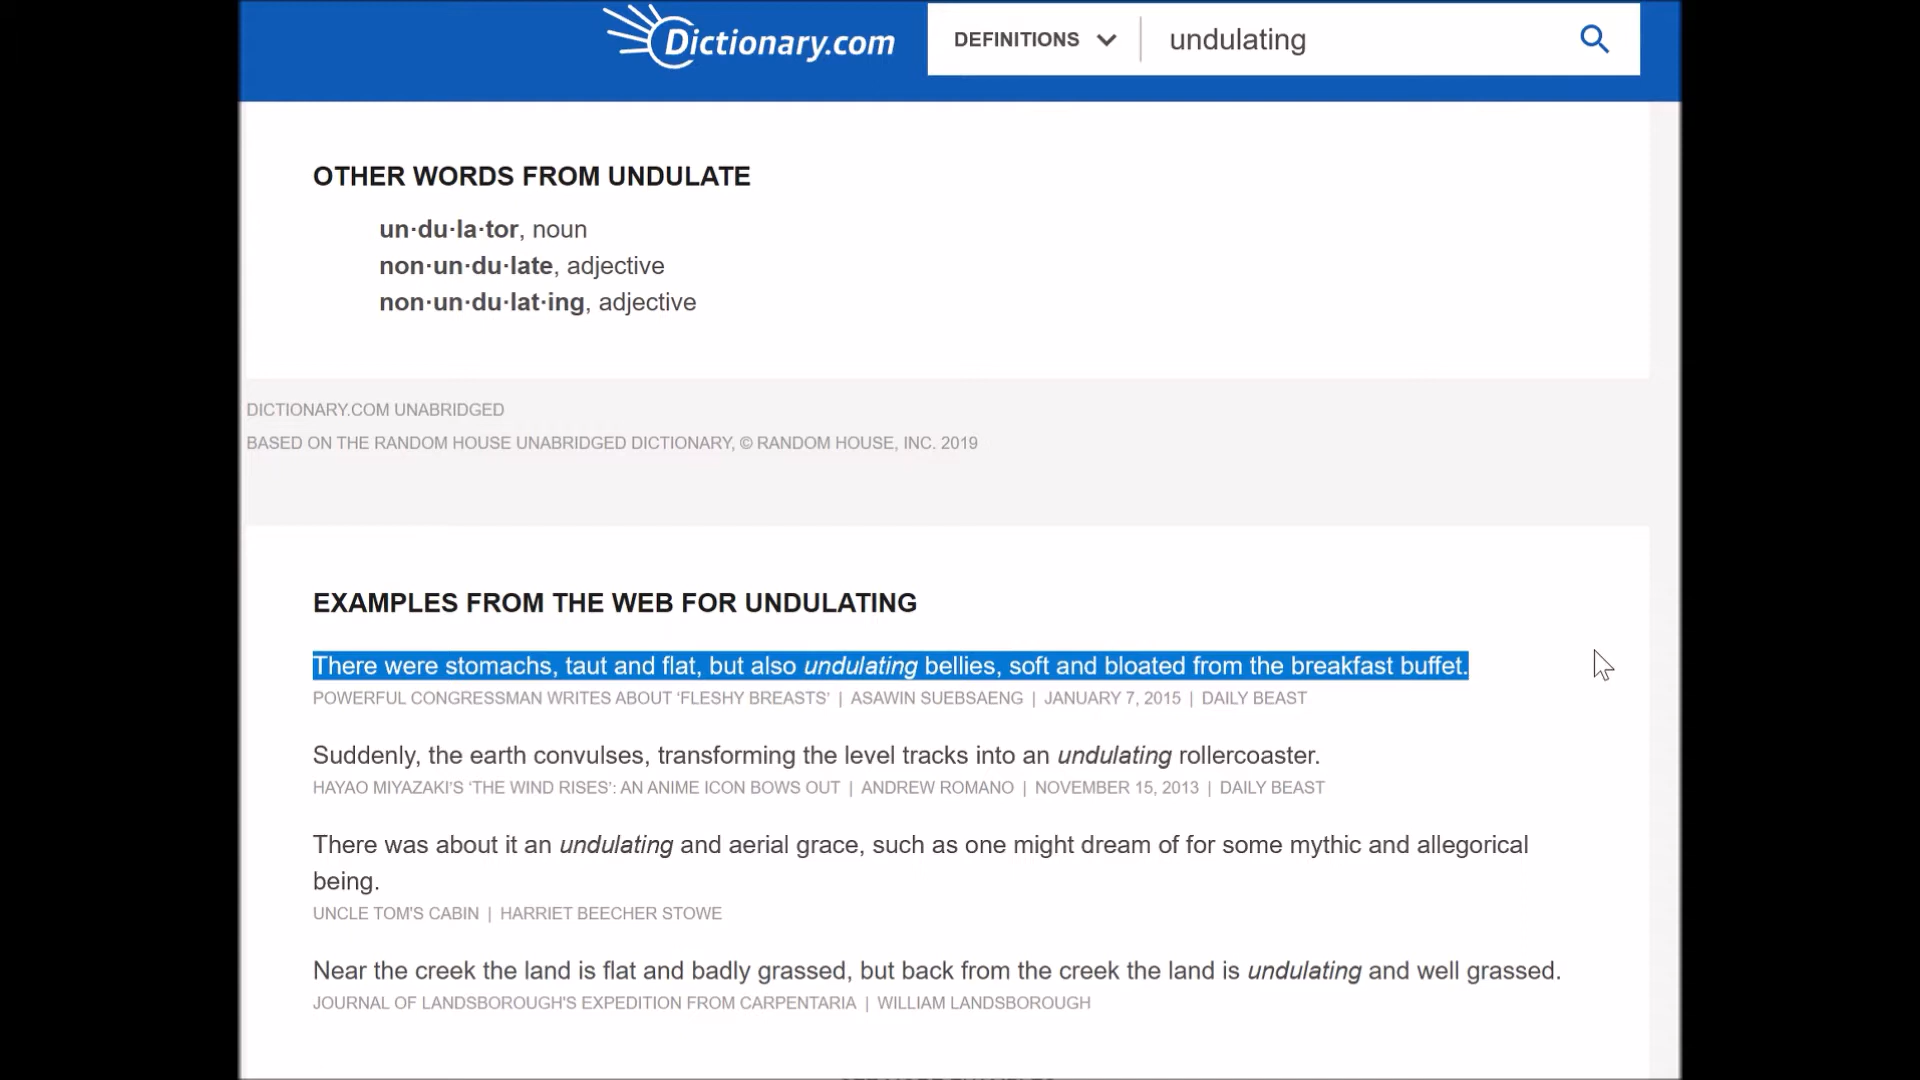 Dictionary.com
DEFINITIONS
undulating
OTHER WORDS FROM UNDULATE
un·du·la·tor, noun
non·un·du·late, adjective
non·un·du·lat·ing, adjective
DICTIONARY.COM UNABRIDGED
BASED ON THE RANDOM HOUSE UNABRIDGED DICTIONARY, © RANDOM HOUSE, INC. 2019
EXAMPLES FROM THE WEB FOR UNDULATING
There were stomachs, taut and flat, but also undulating bellies, soft and bloated from the breakfast buffet.
POWERFUL CONGRESSMAN WRITES ABOUT ‘FLESHY BREASTS’ | ASAWIN SUEBSAENG | JANUARY 7, 2015 | DAILY BEAST
Suddenly, the earth convulses, transforming the level tracks into an undulating rollercoaster.
HAYAO MIYAZAKI’S ‘THE WIND RISES’: AN ANIME ICON BOWS OUT | ANDREW ROMANO | NOVEMBER 15, 2013 | DAILY BEAST
There was about it an undulating and aerial grace, such as one might dream of for some mythic and allegorical
being.
UNCLE TOM'S CABIN | HARRIET BEECHER STOWE
Near the creek the land is flat and badly grassed, but back from the creek the land is undulating and well grassed.
JOURNAL OF LANDSBOROUGH'S EXPEDITION FROM CARPENTARIA | WILLIAM LANDSBOROUGH